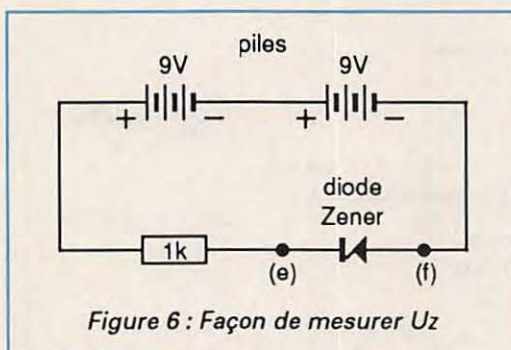 piles
9V 9V
+ − + −
diode
Zener
1k
(e) (f)
Figure 6 : Façon de mesurer Uz